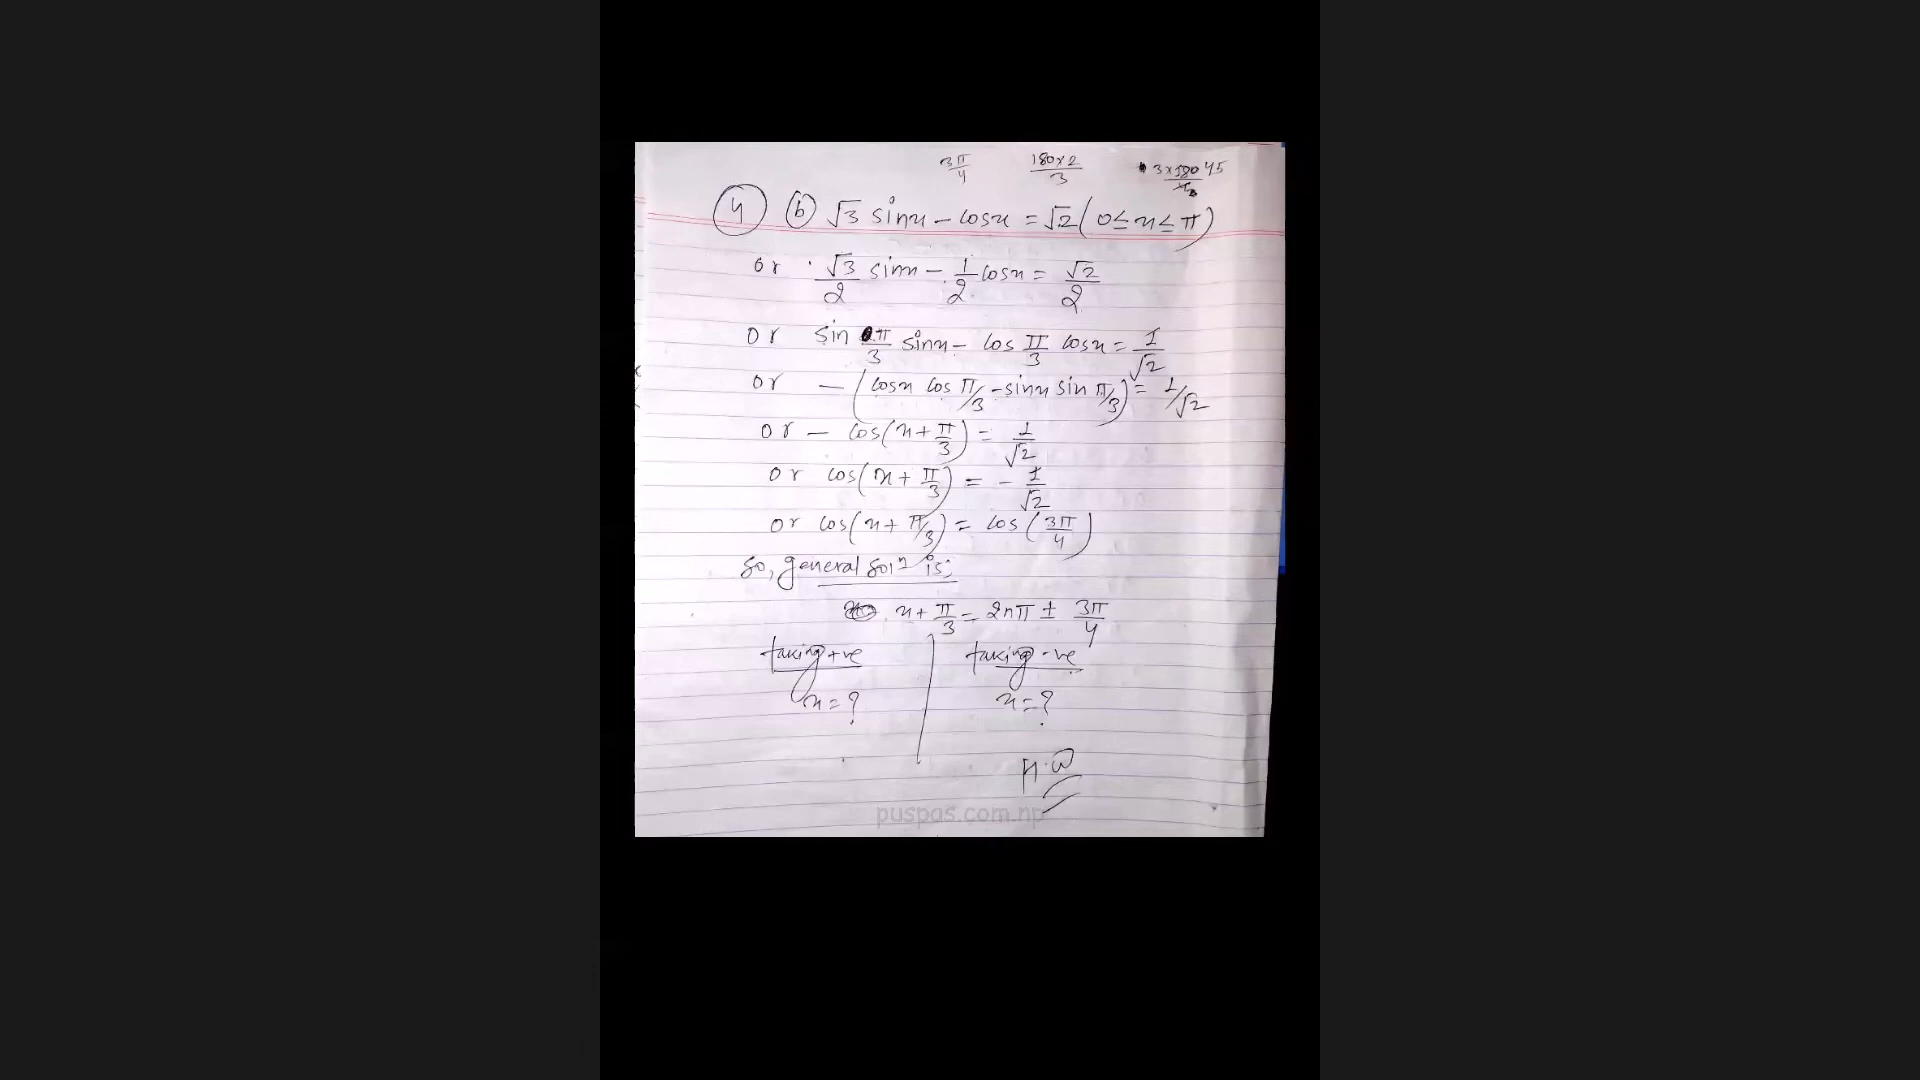 3π/4 180×2/3 3×180 45/4
④ ⓑ √3 sinx – cosx = √2 (0≤x≤π)
or √3/2 sinx – 1/2 cosx = √2/2
or sin π/3 sinx – cos π/3 cosx = 1/√2
or – (cosx cos π/3 – sinx sin π/3) = 1/√2
or – cos(x + π/3) = 1/√2
or cos(x + π/3) = – 1/√2
or cos(x + π/3) = cos (3π/4)
so, general solⁿ is;
x + π/3 = 2nπ ± 3π/4
taking +ve taking -ve
x = ? x = ?
H.W
puspas.com.np